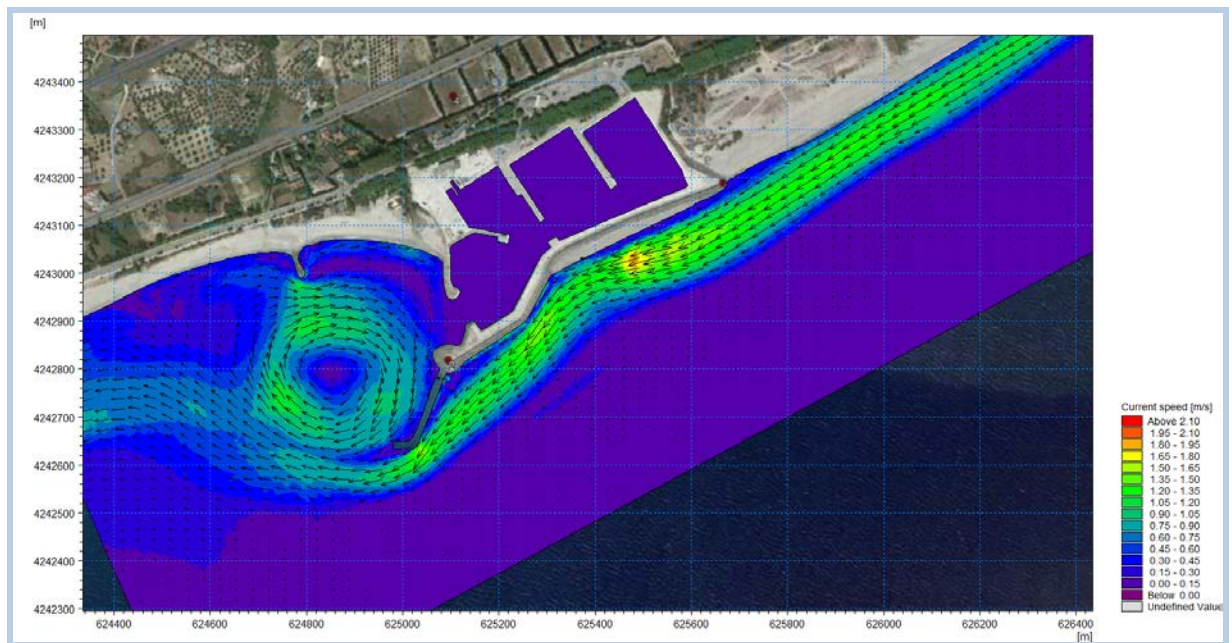 [m]
4243400
4243300
4243200
4243100
4243000
4242900
4242800
4242700
4242600
4242500
4242400
4242300
624400 624600 624800 625000 625200 625400 625600 625800 626000 626200 626400
[m]
Current speed [m/s]
Above 2.10
1.95 - 2.10
1.80 - 1.95
1.65 - 1.80
1.50 - 1.65
1.35 - 1.50
1.20 - 1.35
1.05 - 1.20
0.90 - 1.05
0.75 - 0.90
0.60 - 0.75
0.45 - 0.60
0.30 - 0.45
0.15 - 0.30
0.00 - 0.15
Below 0.00
Undefined Value